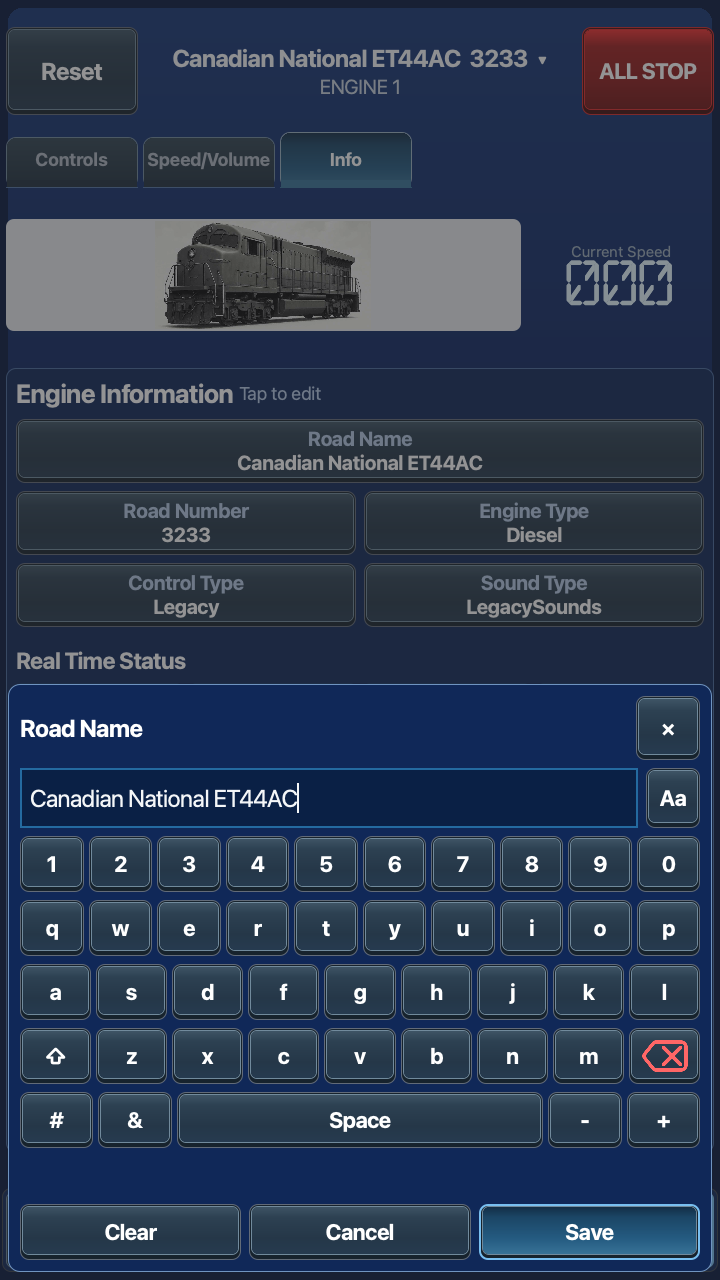 Reset
Canadian National ET44AC 3233 ▾
ENGINE 1
ALL STOP
Controls
Speed/Volume
Info
Current Speed
000
Engine Information Tap to edit
Road Name
Canadian National ET44AC
Road Number
3233
Engine Type
Diesel
Control Type
Legacy
Sound Type
LegacySounds
Real Time Status
Road Name
×
Canadian National ET44AC
Aa
1 2 3 4 5 6 7 8 9 0
q w e r t y u i o p
a s d f g h j k l
z x c v b n m
# & Space - +
Clear Cancel Save